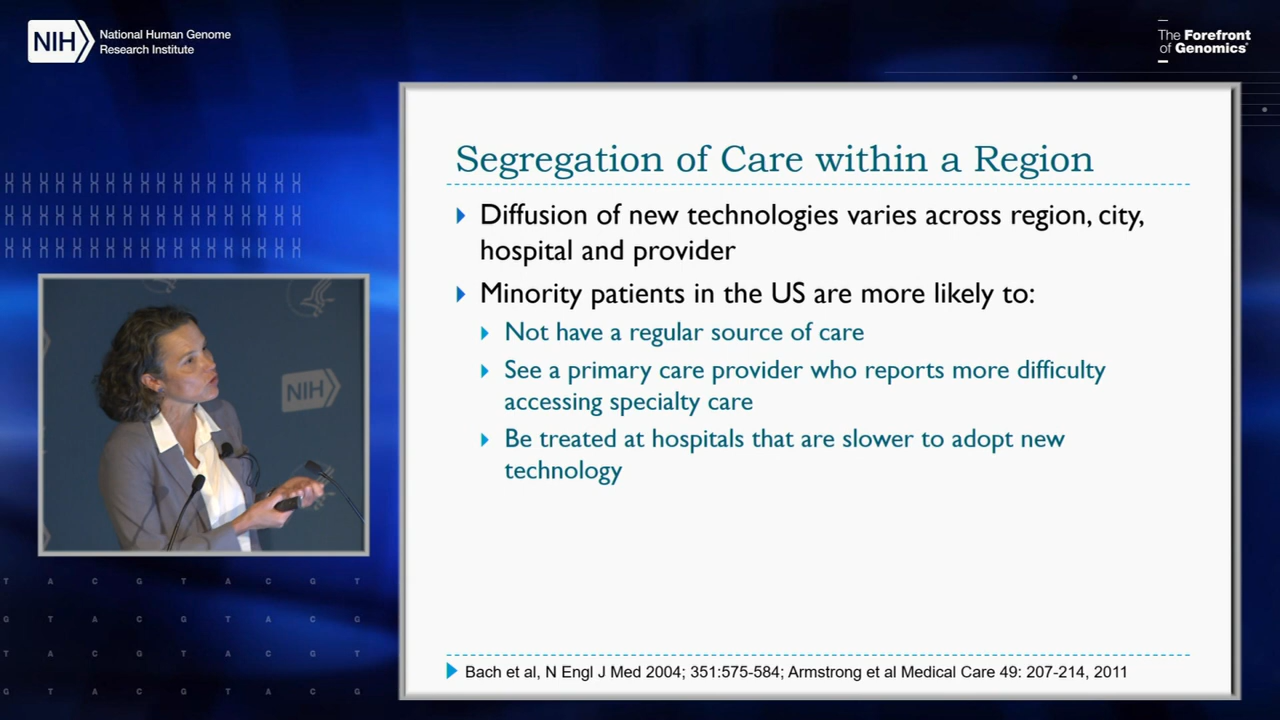 NIH
National Human Genome
Research Institute
The Forefront
of Genomics®
Segregation of Care within a Region
Diffusion of new technologies varies across region, city,
hospital and provider
Minority patients in the US are more likely to:
Not have a regular source of care
See a primary care provider who reports more difficulty
accessing specialty care
Be treated at hospitals that are slower to adopt new
technology
Bach et al, N Engl J Med 2004; 351:575-584; Armstrong et al Medical Care 49: 207-214, 2011
NIH
T A C G T A C G T
G T A C G T A C G
T A C G T A C G T
G T A C G T A C G